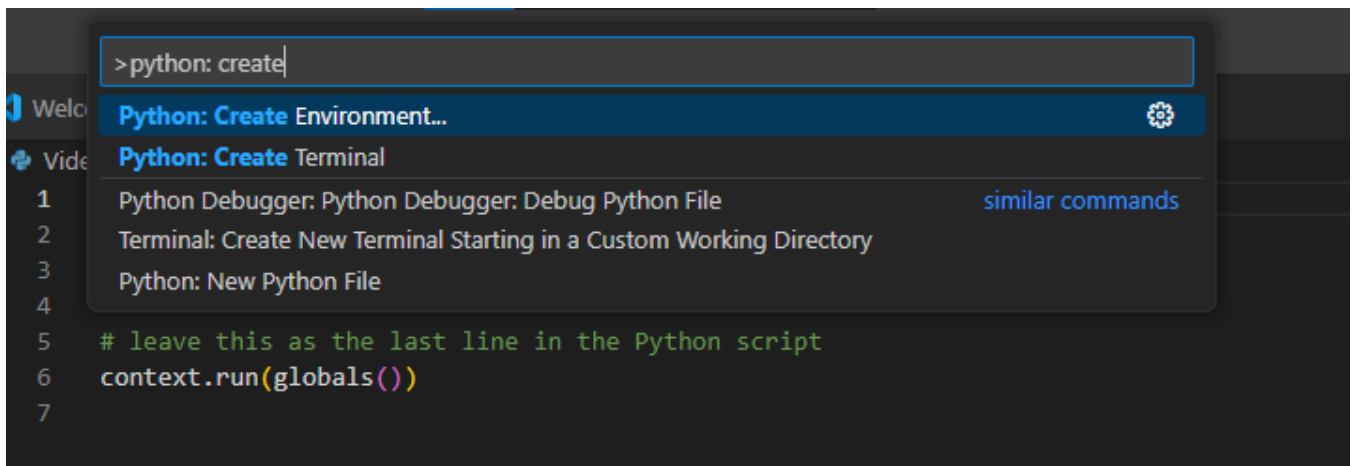 >python: create
Welc
Python: Create Environment...
Vide
Python: Create Terminal
1
Python Debugger: Python Debugger: Debug Python File similar commands
2
Terminal: Create New Terminal Starting in a Custom Working Directory
3
Python: New Python File
4
5 # leave this as the last line in the Python script
6 context.run(globals())
7